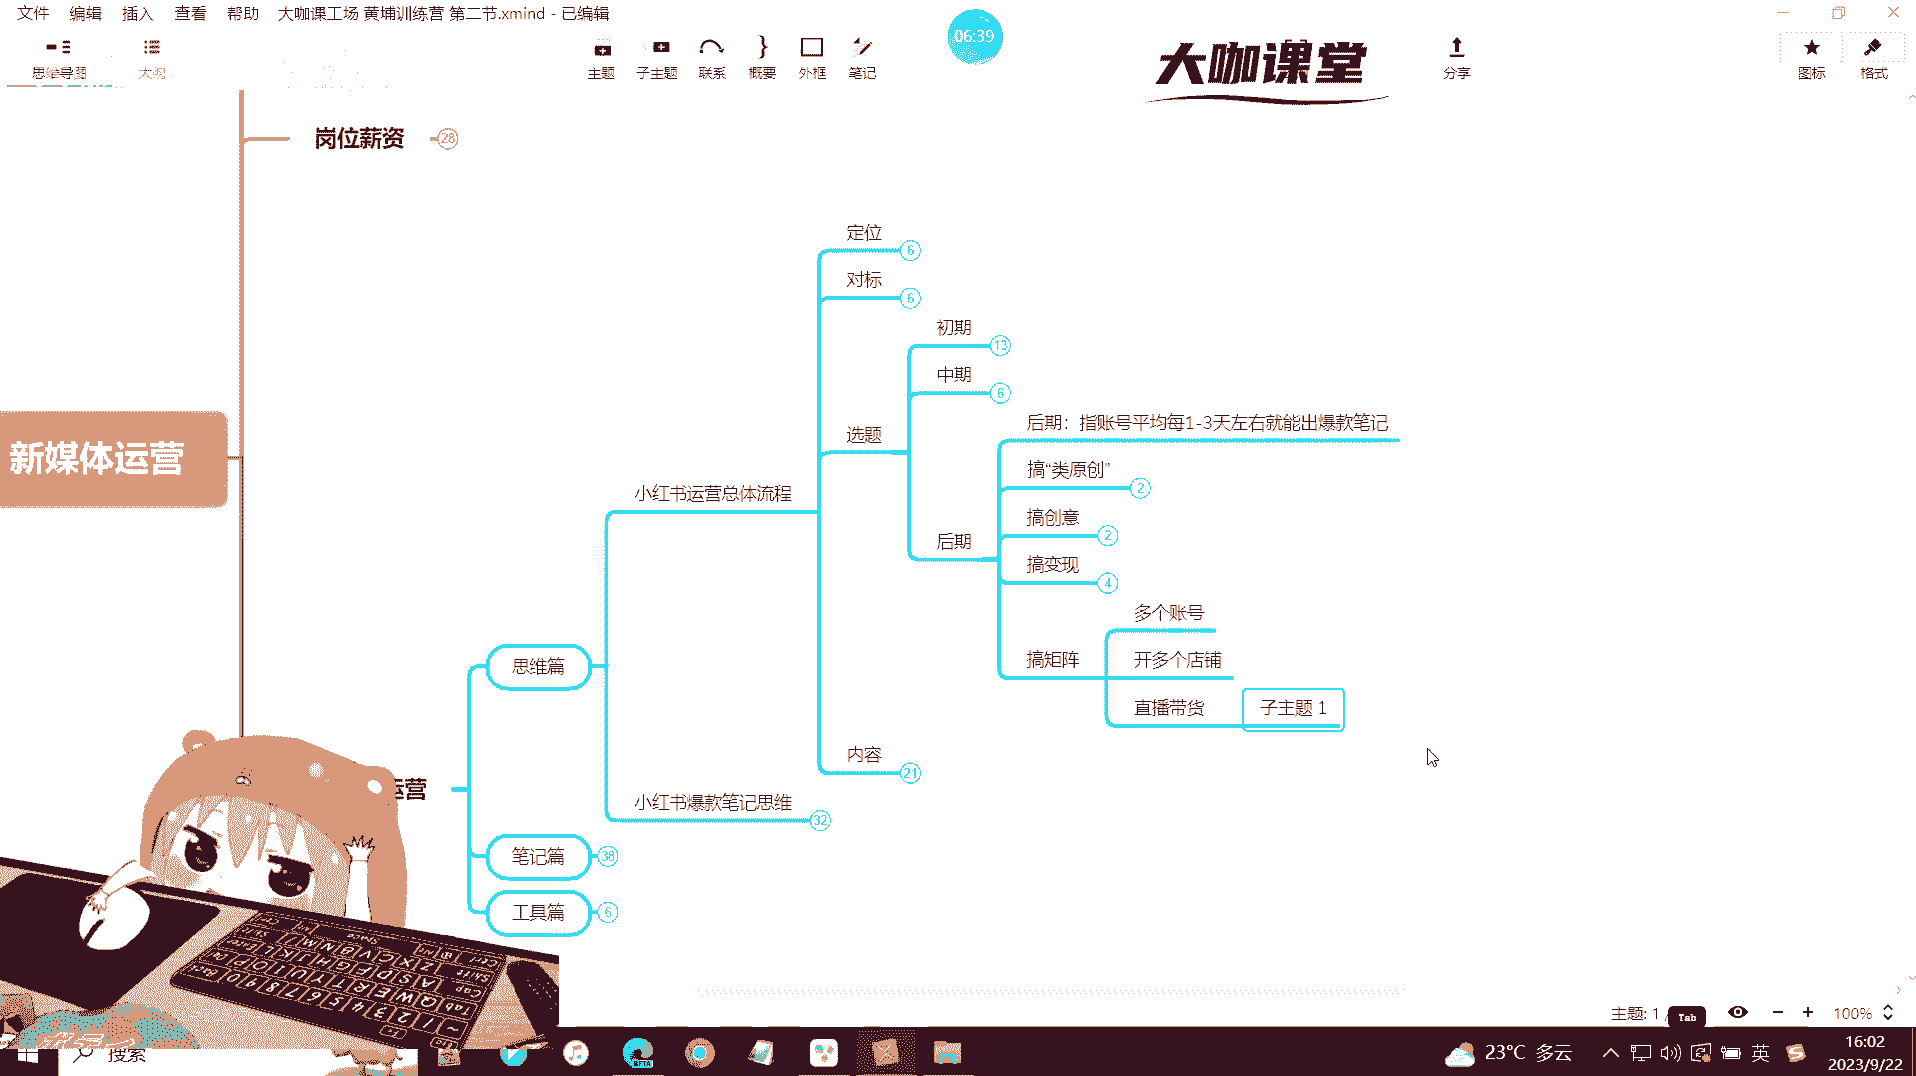 文件 编辑 插入 查看 帮助 大咖课工场 黄埔训练营 第二节.xmind - 已编辑
思维导图 大纲
主题 子主题 联系 概要 外框 笔记
06:39
大咖课堂
分享
图标 格式
岗位薪资 28
定位 6
对标 6
初期 13
中期 6
后期：指账号平均每1-3天左右就能出爆款笔记
选题
新媒体运营
搞“类原创” 2
小红书运营总体流程
搞创意 2
后期
搞变现 4
多个账号
思维篇
搞矩阵
开多个店铺
直播带货 子主题 1
内容 21
运营
小红书爆款笔记思维 32
笔记篇 38
工具篇 6
主题: 1 /
Tab
100%
搜索
BETA
23°C 多云
英
16:02
2023/9/22